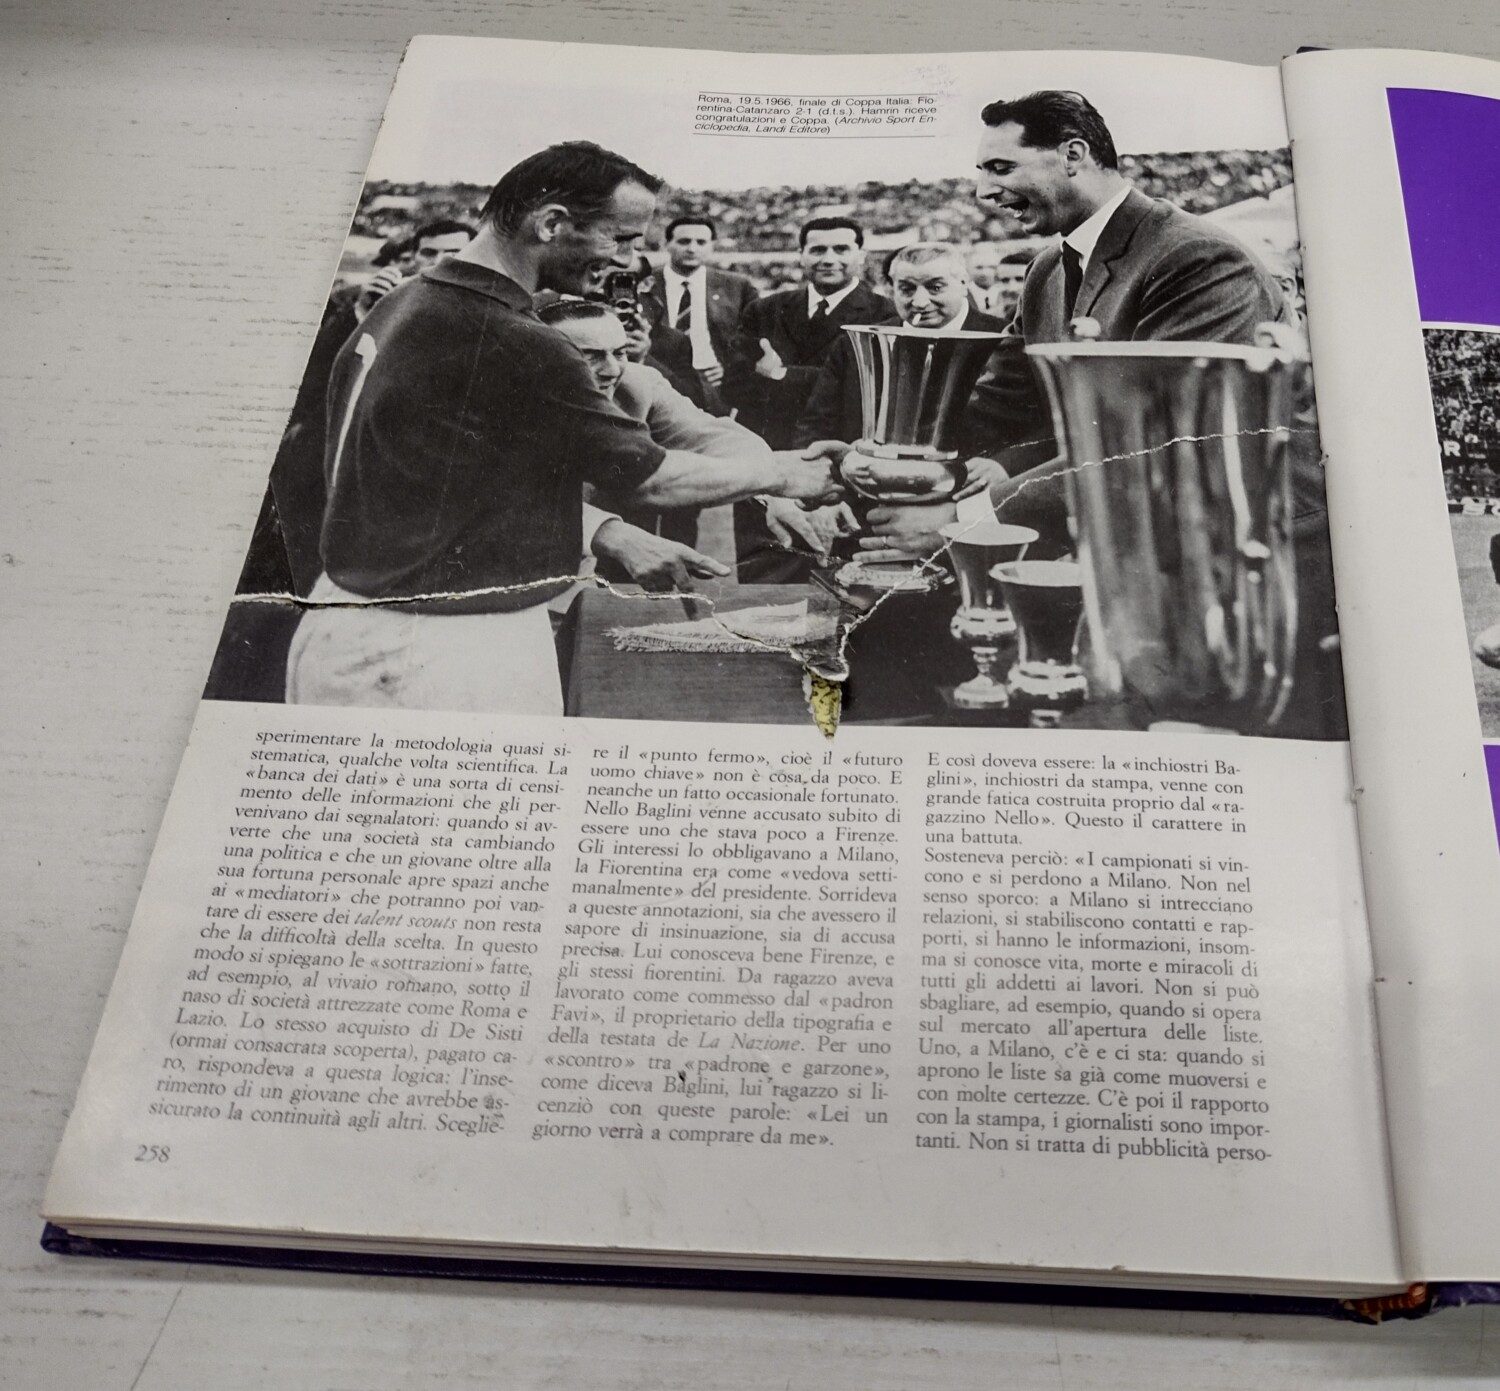 Roma, 19.5.1966, finale di Coppa Italia: Fio-
rentina-Catanzaro 2-1 (d.t.s.). Hamrin riceve
congratulazioni e Coppa. (Archivio Sport En-
ciclopedia, Landi Editore)
sperimentare la metodologia quasi si-
stematica, qualche volta scientifica. La
«banca dei dati» è una sorta di censi-
mento delle informazioni che gli per-
venivano dai segnalatori: quando si av-
verte che una società sta cambiando
una politica e che un giovane oltre alla
sua fortuna personale apre spazi anche
ai «mediatori» che potranno poi van-
tare di essere dei talent scouts non resta
che la difficoltà della scelta. In questo
modo si spiegano le «sottrazioni» fatte,
ad esempio, al vivaio romano, sotto il
naso di società attrezzate come Roma e
Lazio. Lo stesso acquisto di De Sisti
(ormai consacrata scoperta), pagato ca-
ro, rispondeva a questa logica: l'inse-
rimento di un giovane che avrebbe as-
sicurato la continuità agli altri. Sceglie-
258
re il «punto fermo», cioè il «futuro
uomo chiave» non è cosa da poco. E
neanche un fatto occasionale fortunato.
Nello Baglini venne accusato subito di
essere uno che stava poco a Firenze.
Gli interessi lo obbligavano a Milano,
la Fiorentina era come «vedova setti-
manalmente» del presidente. Sorrideva
a queste annotazioni, sia che avessero il
sapore di insinuazione, sia di accusa
precisa. Lui conosceva bene Firenze, e
gli stessi fiorentini. Da ragazzo aveva
lavorato come commesso dal «padron
Favi», il proprietario della tipografia e
della testata de La Nazione. Per uno
«scontro» tra «padrone e garzone»,
come diceva Baglini, lui ragazzo si li-
cenziò con queste parole: «Lei un
giorno verrà a comprare da me».
E così doveva essere: la «inchiostri Ba-
glini», inchiostri da stampa, venne con
grande fatica costruita proprio dal «ra-
gazzino Nello». Questo il carattere in
una battuta.
Sosteneva perciò: «I campionati si vin-
cono e si perdono a Milano. Non nel
senso sporco: a Milano si intrecciano
relazioni, si stabiliscono contatti e rap-
porti, si hanno le informazioni, insom-
ma si conosce vita, morte e miracoli di
tutti gli addetti ai lavori. Non si può
sbagliare, ad esempio, quando si opera
sul mercato all'apertura delle liste.
Uno, a Milano, c'è e ci sta: quando si
aprono le liste sa già come muoversi e
con molte certezze. C'è poi il rapporto
con la stampa, i giornalisti sono impor-
tanti. Non si tratta di pubblicità perso-